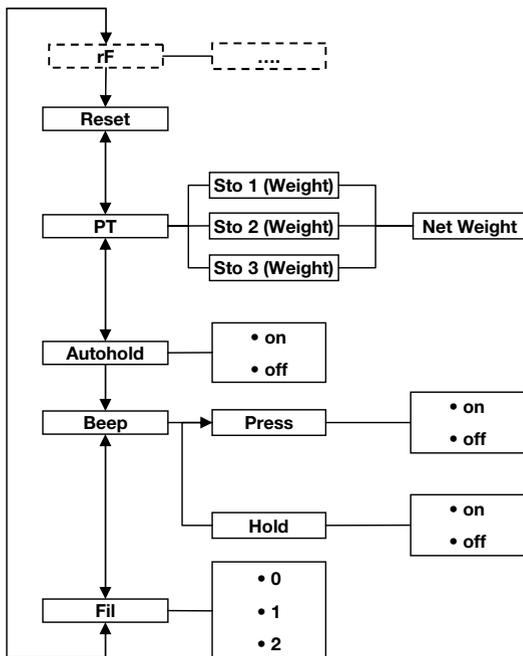 rF
....
Reset
Sto 1 (Weight)
PT
Sto 2 (Weight)
Net Weight
Sto 3 (Weight)
Autohold
• on
• off
Beep
Press
• on
• off
Hold
• on
• off
Fil
• 0
• 1
• 2